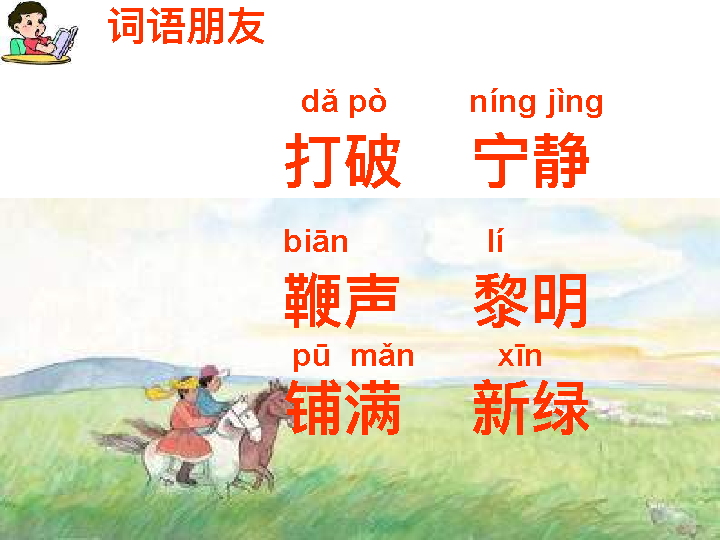 词语朋友
dǎ pò níng jìng
打破 宁静
biān lí
鞭声 黎明
pū mǎn xīn
铺满 新绿